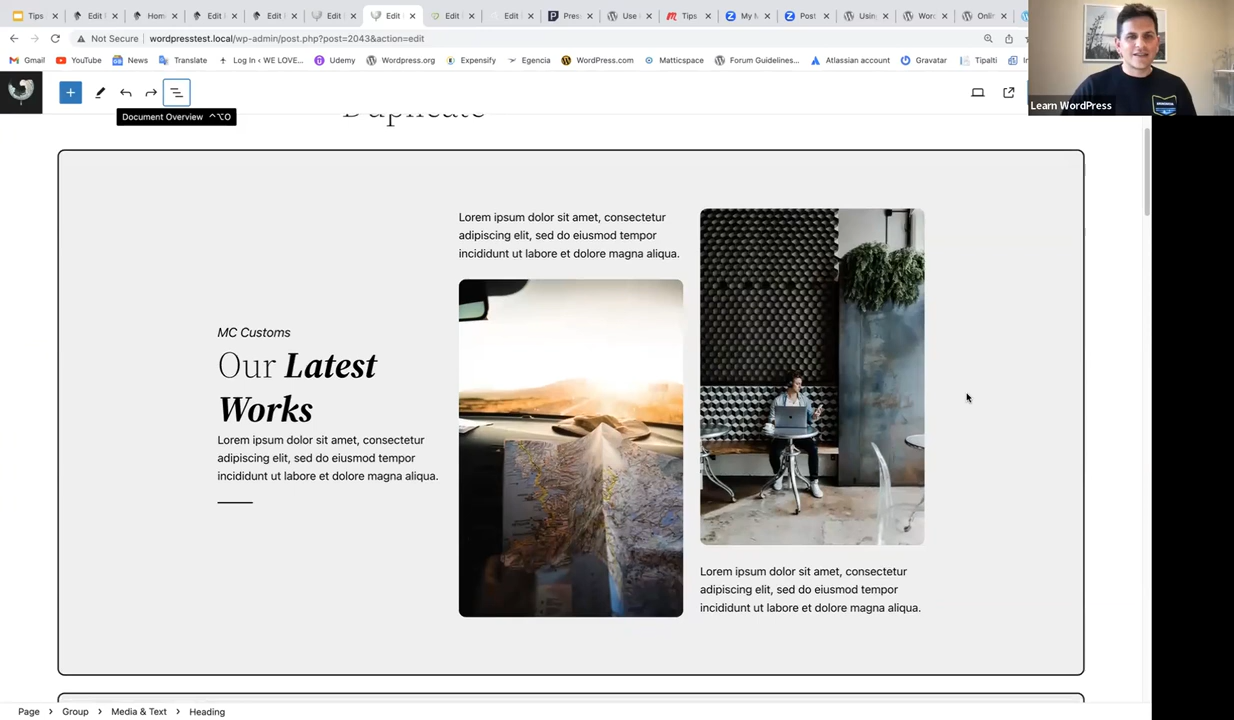 Tips
Edit
Hom
Edit
Edit
Edit
Edit
Edit
Edit
Pres
Use
Tips
My
Post
Using
Word
Onlin
Not Secure
wordpresstest.local/wp-admin/post.php?post=2043&action=edit
Gmail
YouTube
News
Translate
Log In ‹ WE LOVE...
Udemy
WordPress.org
Expensify
Egencia
WordPress.com
Matticspace
Forum Guidelines...
Atlassian account
Gravatar
Tipalti
Learn WordPress
Document Overview ^⌥O
Duplicate
MC Customs
Our Latest
Works
Lorem ipsum dolor sit amet, consectetur
adipiscing elit, sed do eiusmod tempor
incididunt ut labore et dolore magna aliqua.
Lorem ipsum dolor sit amet, consectetur
adipiscing elit, sed do eiusmod tempor
incididunt ut labore et dolore magna aliqua.
Lorem ipsum dolor sit amet, consectetur
adipiscing elit, sed do eiusmod tempor
incididunt ut labore et dolore magna aliqua.
Page › Group › Media & Text › Heading